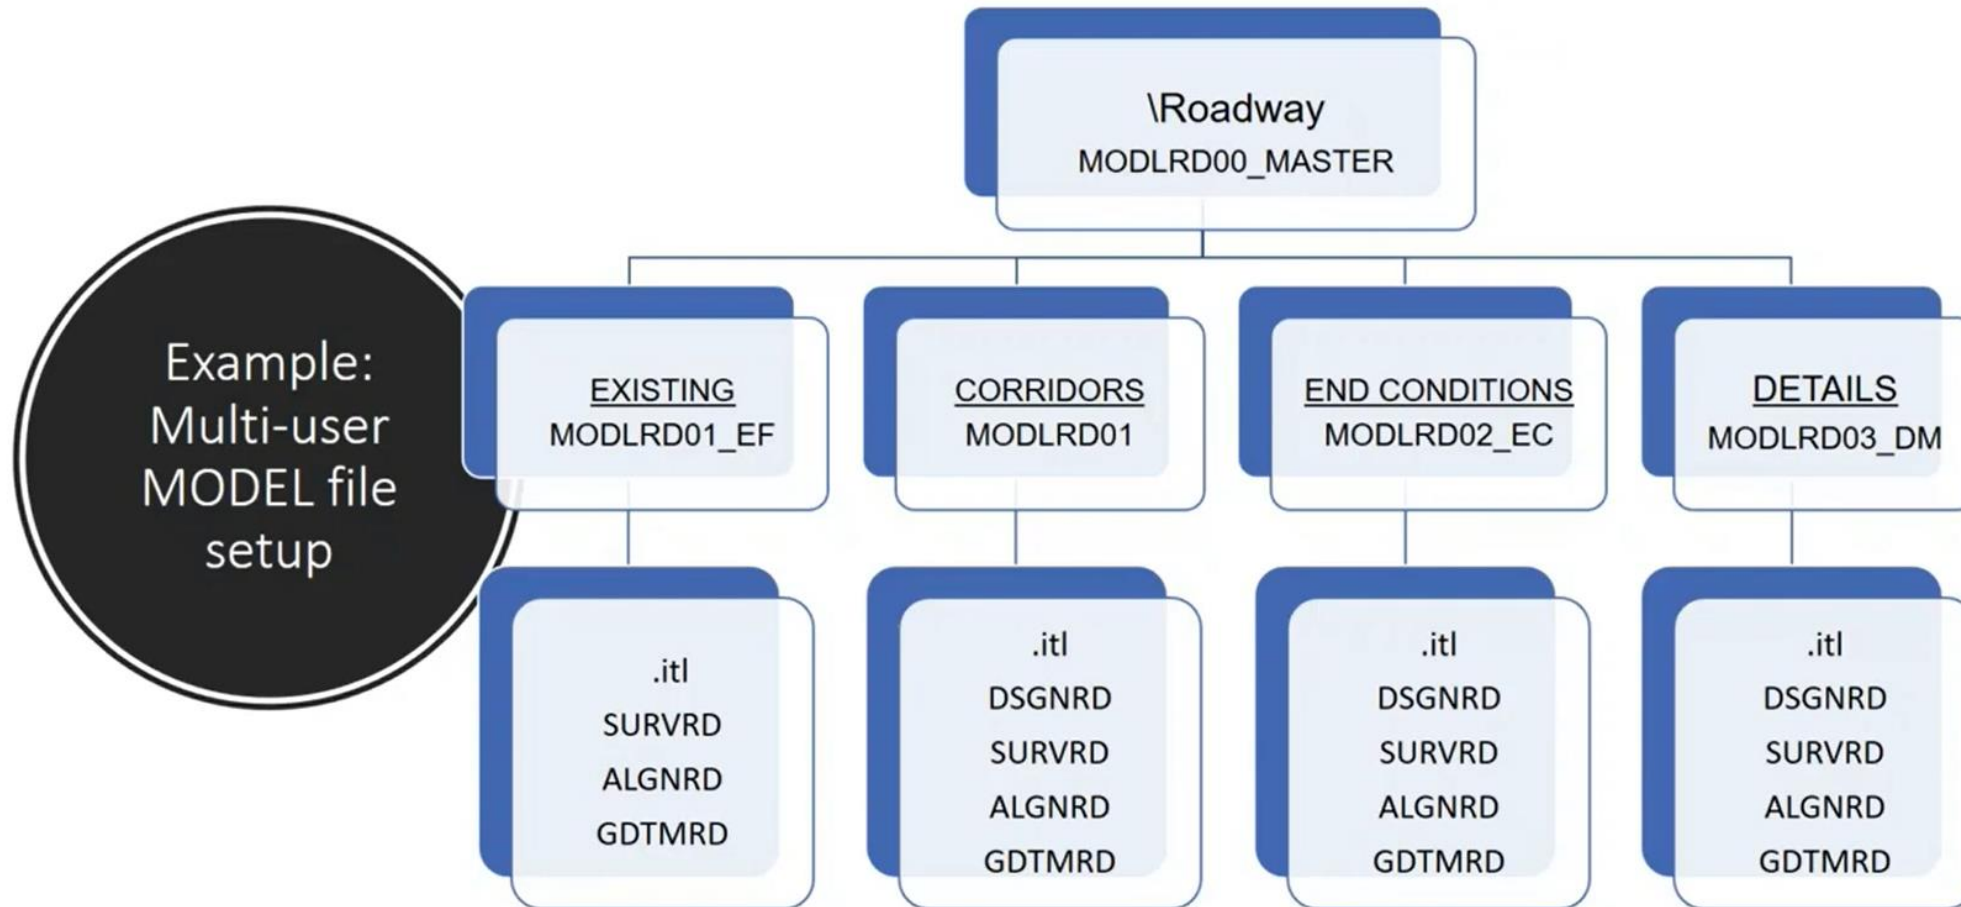 \Roadway
MODLRD00_MASTER
Example:
Multi-user
MODEL file
setup
EXISTING
MODLRD01_EF
CORRIDORS
MODLRD01
END CONDITIONS
MODLRD02_EC
DETAILS
MODLRD03_DM
.itl
SURVRD
ALGNRD
GDTMRD
.itl
DSGNRD
SURVRD
ALGNRD
GDTMRD
.itl
DSGNRD
SURVRD
ALGNRD
GDTMRD
.itl
DSGNRD
SURVRD
ALGNRD
GDTMRD